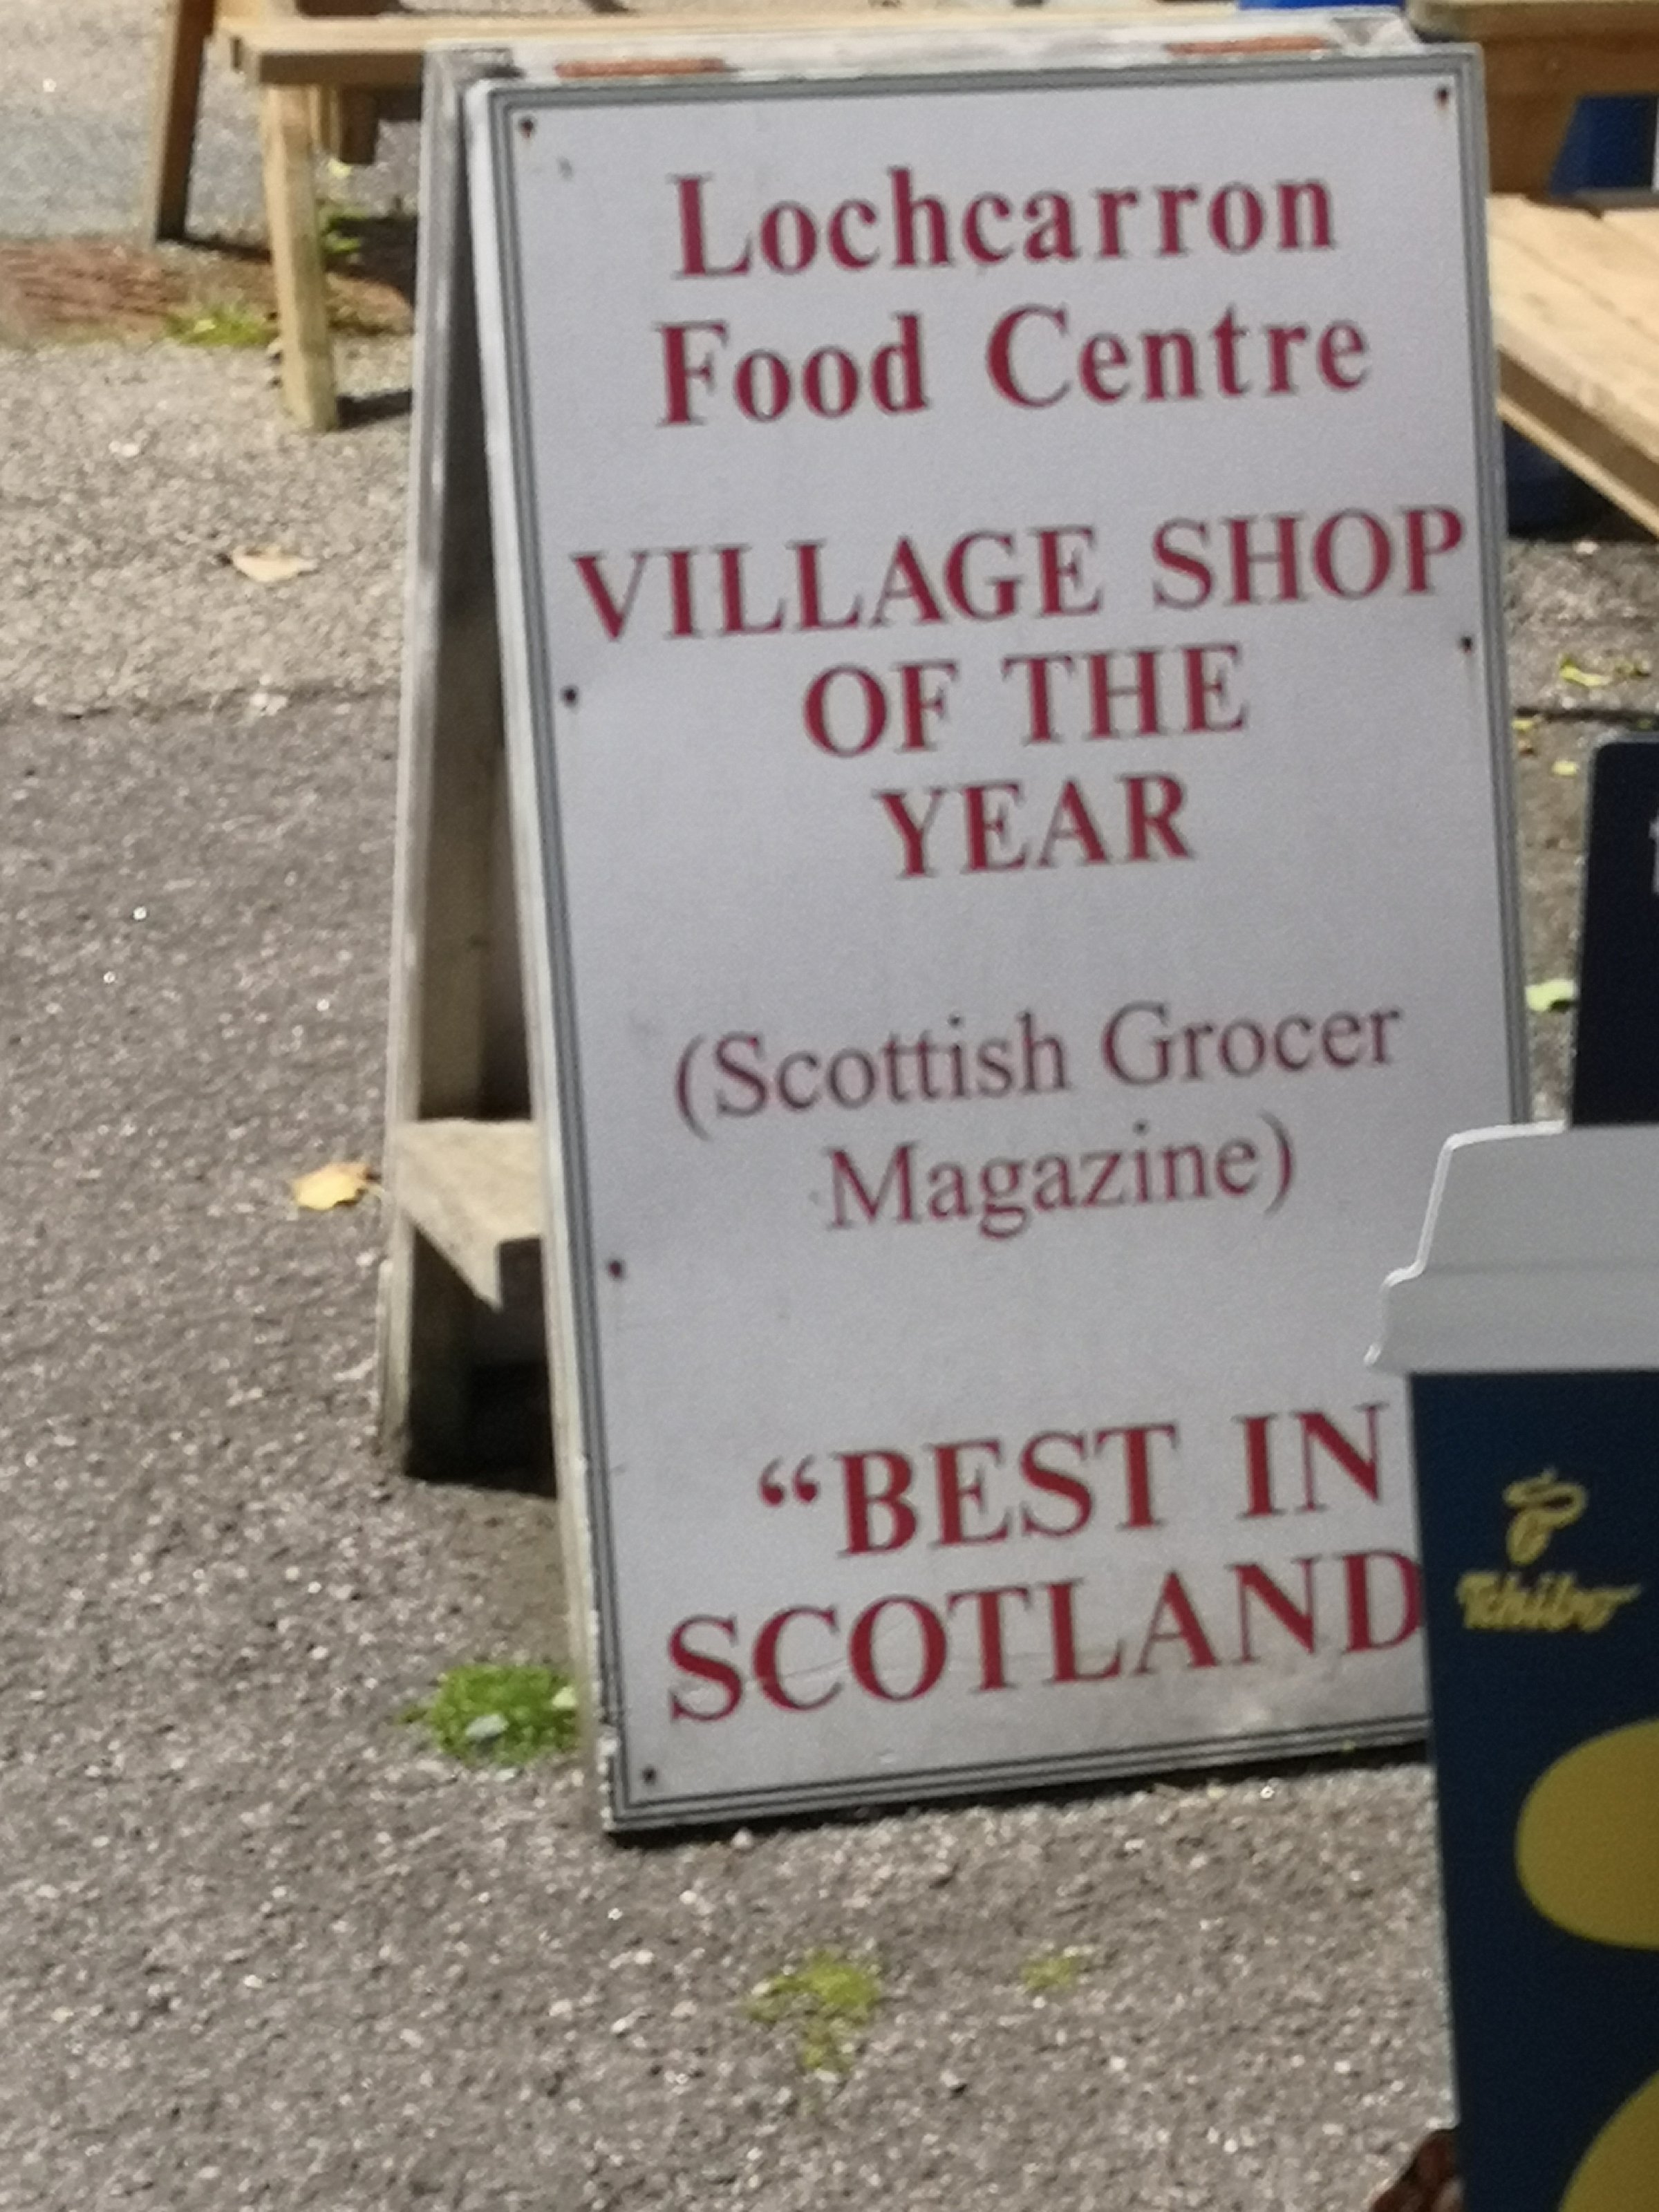 Lochcarron
Food Centre
VILLAGE SHOP
OF THE
YEAR
(Scottish Grocer
Magazine)
“BEST IN
SCOTLAND
Tchibo